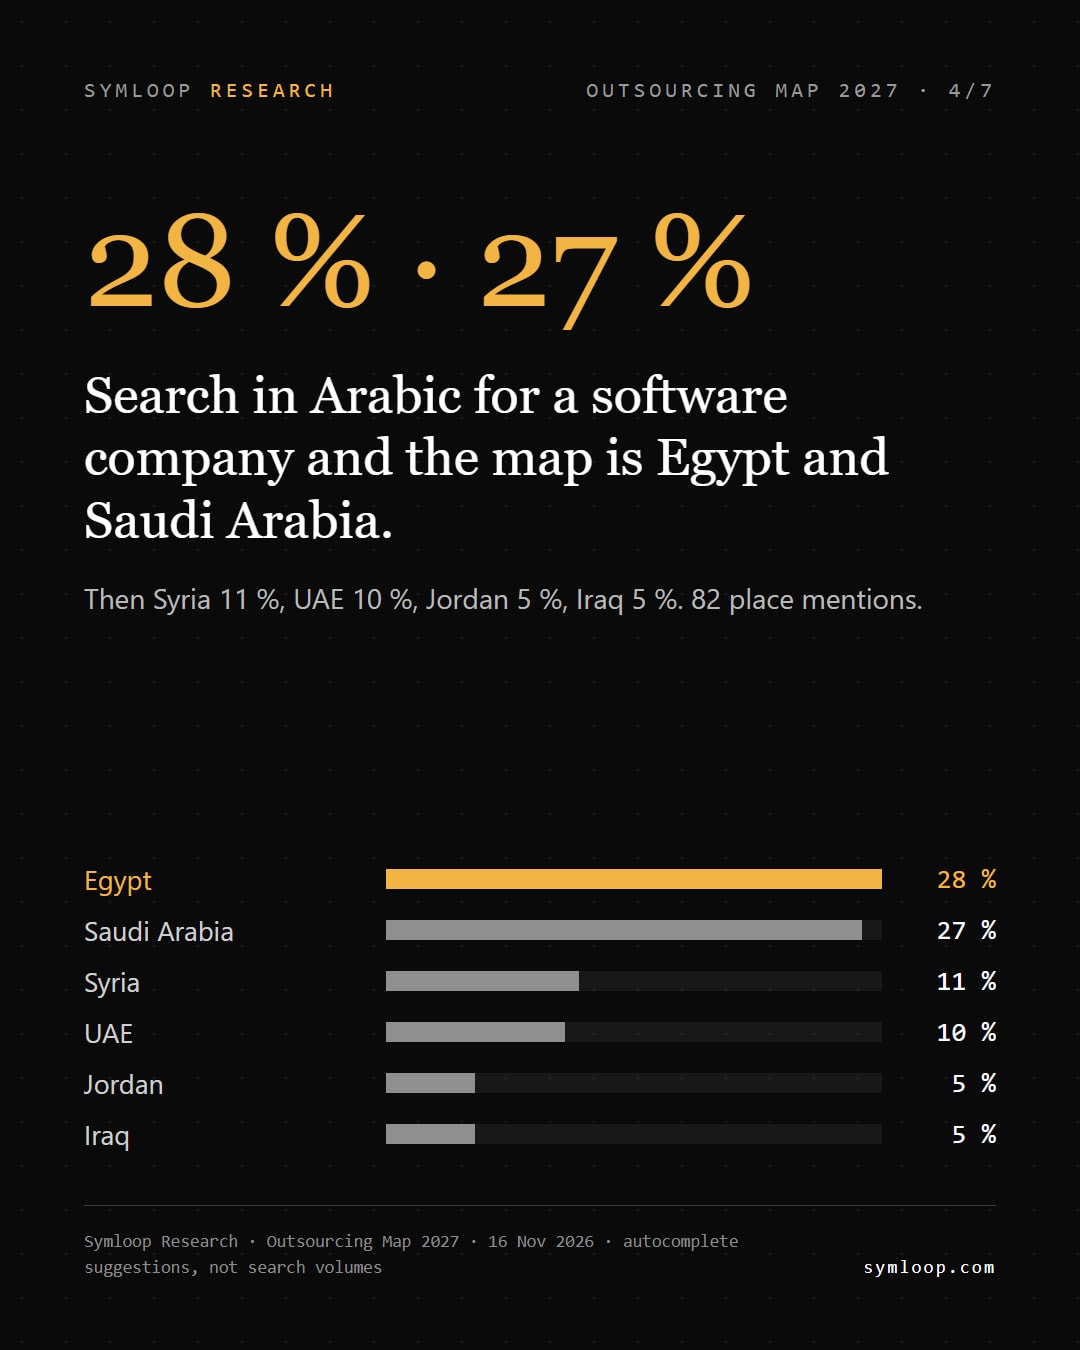 SYMLOOP RESEARCH
OUTSOURCING MAP 2027 · 4/7
28 % · 27 %
Search in Arabic for a software
company and the map is Egypt and
Saudi Arabia.
Then Syria 11 %, UAE 10 %, Jordan 5 %, Iraq 5 %. 82 place mentions.
Egypt 28 %
Saudi Arabia 27 %
Syria 11 %
UAE 10 %
Jordan 5 %
Iraq 5 %
Symloop Research · Outsourcing Map 2027 · 16 Nov 2026 · autocomplete
suggestions, not search volumes
symloop.com